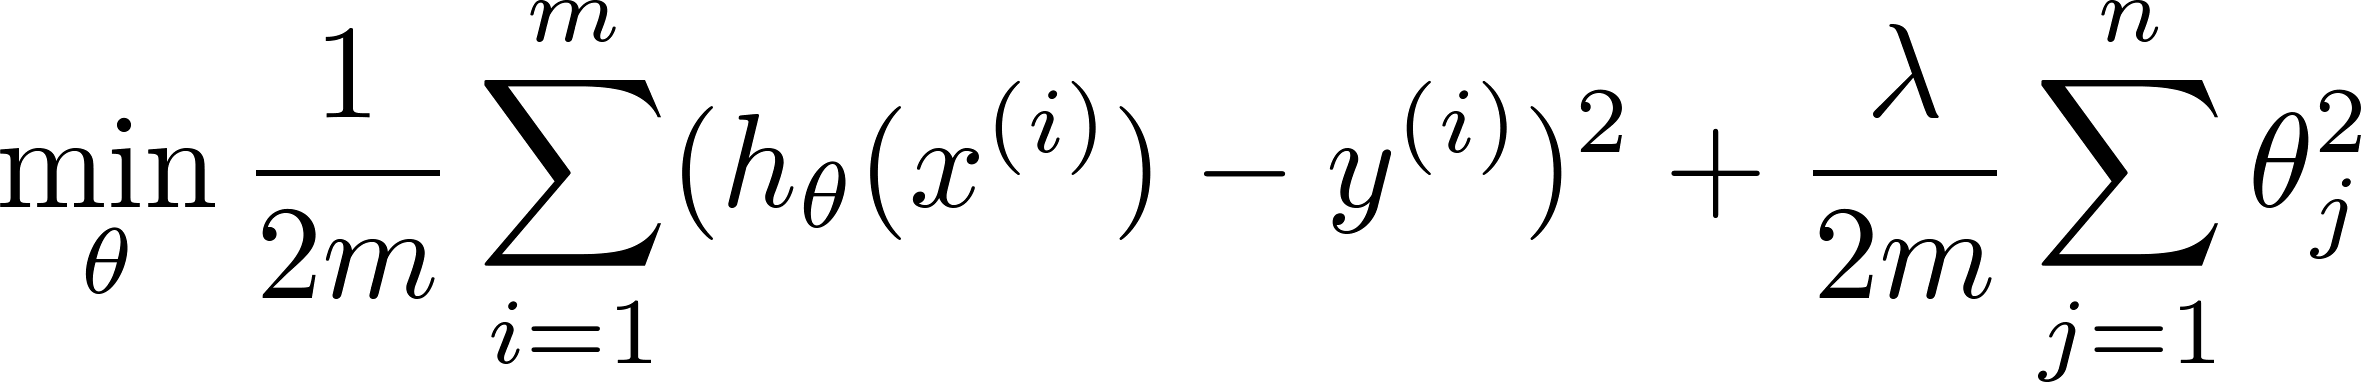 \min_{\theta} \frac{1}{2m} \sum_{i=1}^{m} (h_{\theta}(x^{(i)}) - y^{(i)})^2 + \frac{\lambda}{2m} \sum_{j=1}^{n} \theta_j^2